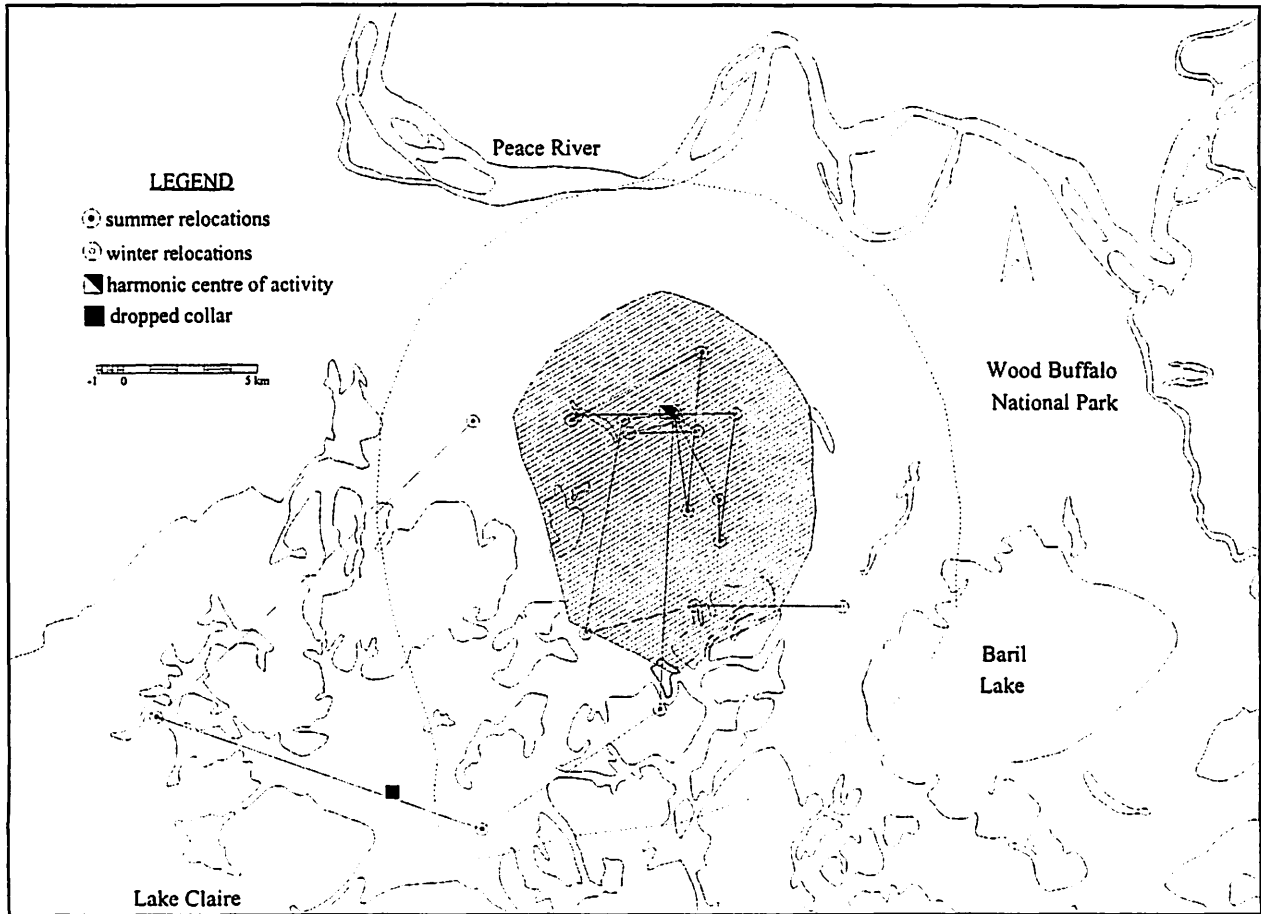 Peace River
LEGEND
summer relocations
winter relocations
harmonic centre of activity
dropped collar
-1 0 5 km
Wood Buffalo
National Park
Baril
Lake
Lake Claire